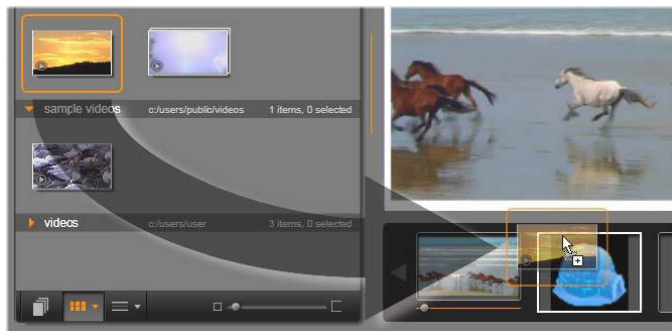 sample videos c:/users/public/videos 1 items, 0 selected
videos c:/users/user 3 items, 0 selected